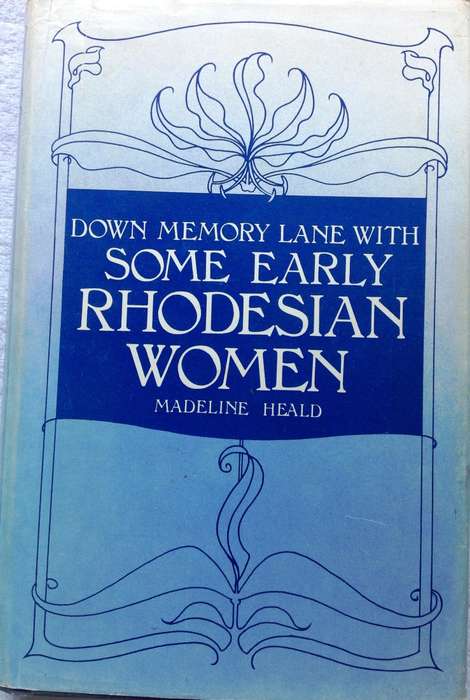 DOWN MEMORY LANE WITH
SOME EARLY
RHODESIAN
WOMEN
MADELINE HEALD